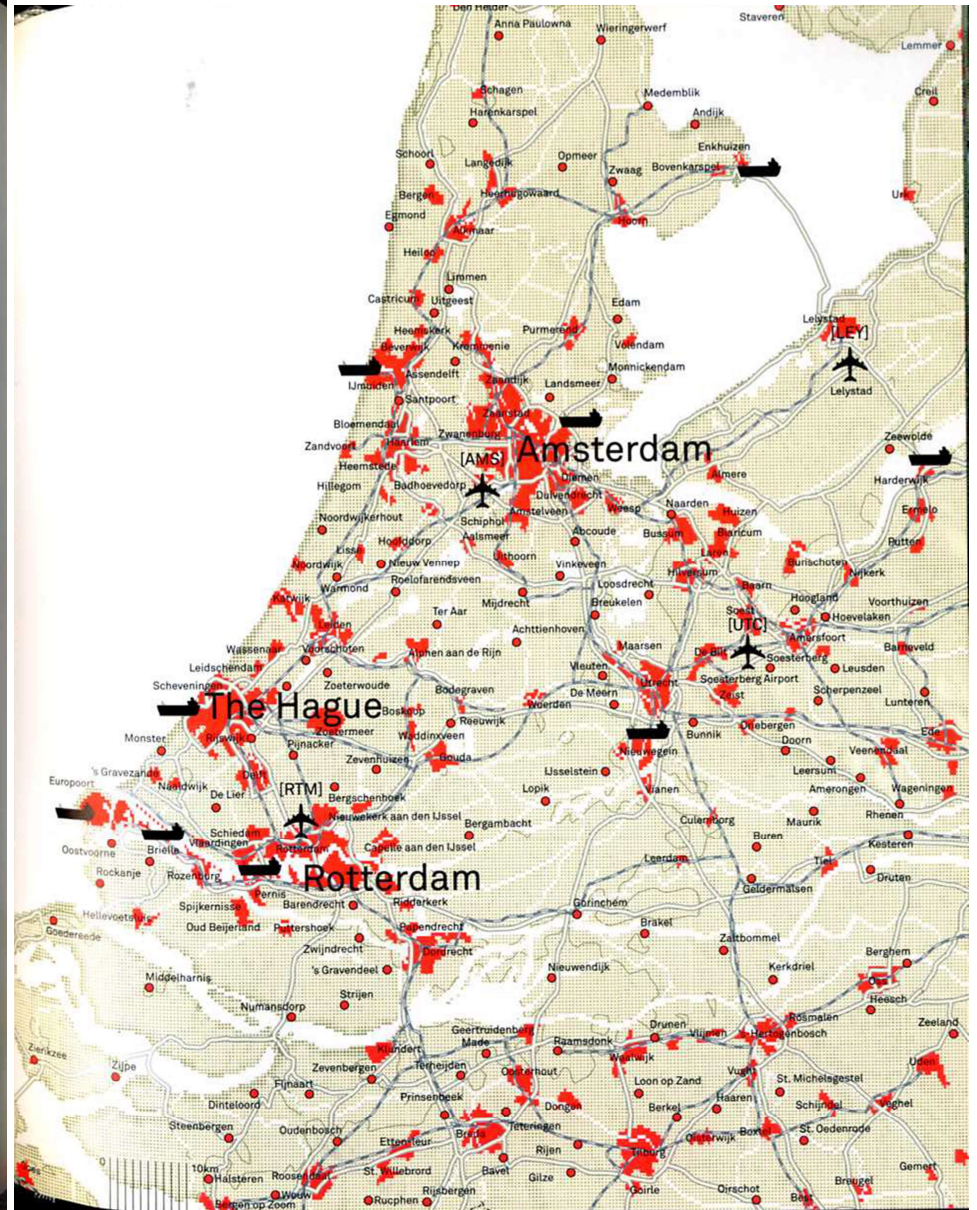 Den Helder
Anna Paulowna
Staveren
Wieringerwerf
Lemmer
Schagen
Medemblik
Creil
Harenkarspel
Andijk
Enkhuizen
Schoorl
Langedijk
Opmeer
Zwaag
Bovenkarspel
Bergen
Heerhugowaard
Urk
Egmond
Alkmaar
Hoorn
Heiloo
Limmen
Castricum
Uitgeest
Edam
Lelystad
Heemskerk
Purmerend
[LEY]
Beverwijk
Krommenie
Volendam
Assendelft
Zaandijk
Monnickendam
IJmuiden
Landsmeer
Lelystad
Santpoort
Zaanstad
Bloemendaal
Zwanenburg
Zandvoort
Haarlem
Amsterdam
Zeewolde
[AMS]
Heemstede
Diemen
Almere
Harderwijk
Hillegom
Badhoevedorp
Duivendrecht
Weesp
Naarden
Huizen
Ermelo
Amstelveen
Noordwijkerhout
Schiphol
Abcoude
Bussum
Blaricum
Aalsmeer
Lisse
Hoofddorp
Uithoorn
Laren
Putten
Noordwijk
Nieuw Vennep
Vinkeveen
Hilversum
Bunschoten
Nijkerk
Warmond
Roelofarendsveen
Loosdrecht
Baarn
Katwijk
Mijdrecht
Breukelen
Hoogland
Voorthuizen
Ter Aar
Soest
Hoevelaken
Leiden
[UTC]
Achttienhoven
Amersfoort
Wassenaar
Voorschoten
Alphen aan de Rijn
Maarsen
De Bilt
Barneveld
Leidschendam
Vleuten
Soesterberg
Leusden
Scheveningen
Zoeterwoude
Utrecht
Soesterberg Airport
Bodegraven
De Meern
Zeist
Scherpenzeel
Lunteren
The Hague
Boskoop
Reeuwijk
Woerden
Rijswijk
Zoetermeer
Waddinxveen
Bunnik
Driebergen
Ede
Monster
Pijnacker
Nieuwegein
Doorn
Veenendaal
Zevenhuizen
Gouda
's Gravezande
IJsselstein
Leersunt
Europoort
Naaldwijk
Delft
[RTM]
Vianen
Amerongen
Wageningen
De Lier
Bergschenhoek
Lopik
Nieuwekerk aan den IJssel
Culemborg
Maurik
Rhenen
Schiedam
Bergambacht
Buren
Kesteren
Vlaardingen
Rotterdam
Capelle aan den IJssel
Oostvoorne
Brielle
Leerdam
Tiel
Rockanje
Rozenburg
Rotterdam
Druten
Pernis
Geldermalsen
Spijkernisse
Barendrecht
Ridderkerk
Gorinchem
Hellevoetsluis
Oud Beijerland
Puttershoek
Papendrecht
Brakel
Goedereede
Zwijndrecht
Dordrecht
Zaltbommel
Berghem
's Gravendeel
Nieuwendijk
Kerkdriel
Middelharnis
Oss
Strijen
Heesch
Numansdorp
Rosmalen
Zeeland
Geertruidenberg
Drunen
Vlijmen
Hertogenbosch
Made
Raamsdonk
Zierikzee
Klundert
Waalwijk
Zijpe
Zevenbergen
Terheijden
Vught
Uden
Oosterhout
Loon op Zand
St. Michelsgestel
Fijnaart
Prinsenbeek
Haaren
Dinteloord
Dongen
Berkel
Schijndel
Veghel
Steenbergen
Oudenbosch
Teteringen
Boxtel
St. Oedenrode
Ettensleur
Breda
Rijen
Oisterwijk
0
10km
Tilburg
Goes
Halsteren
Roosendaal
St. Willebrord
Bavel
Gilze
Gemert
Breugel
Wouw
Rijsbergen
Goirle
Oirschot
Best
Bergen op Zoom
Rucphen